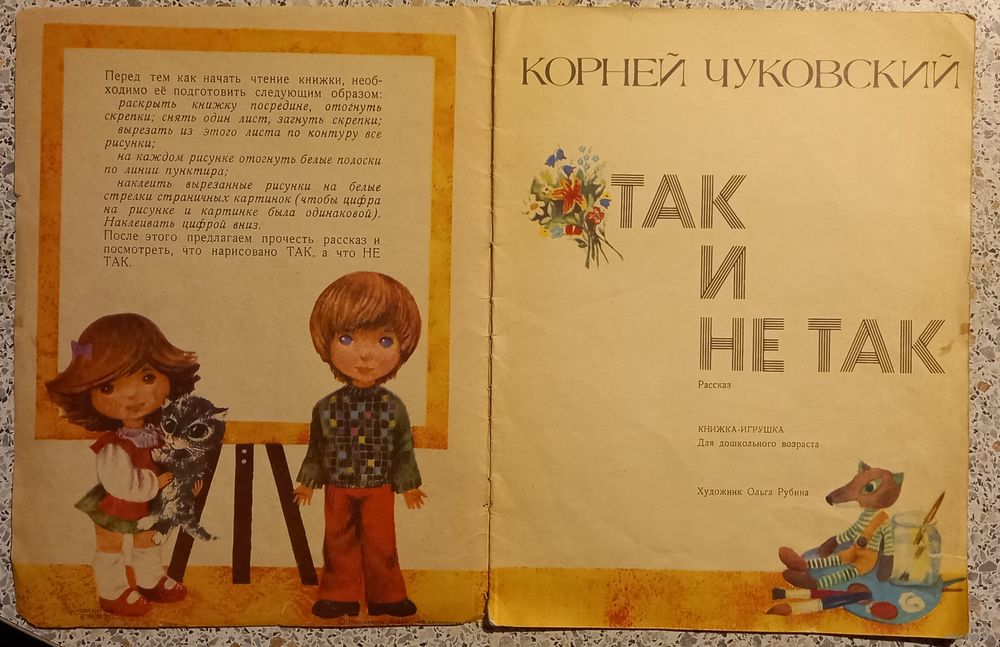 Перед тем как начать чтение книжки, необ-
ходимо её подготовить следующим образом:
раскрыть книжку посредине, отогнуть
скрепки; снять один лист, загнуть скрепки;
вырезать из этого листа по контуру все
рисунки;
на каждом рисунке отогнуть белые полоски
по линии пунктира;
наклеить вырезанные рисунки на белые
стрелки страничных картинок (чтобы цифра
на рисунке и картинке была одинаковой).
Наклеивать цифрой вниз.
После этого предлагаем прочесть рассказ и
посмотреть, что нарисовано ТАК, а что НЕ
ТАК.
КОРНЕЙ ЧУКОВСКИЙ
ТАК
И
НЕ ТАК
Рассказ
КНИЖКА-ИГРУШКА
Для дошкольного возраста
Художник Ольга Рубина